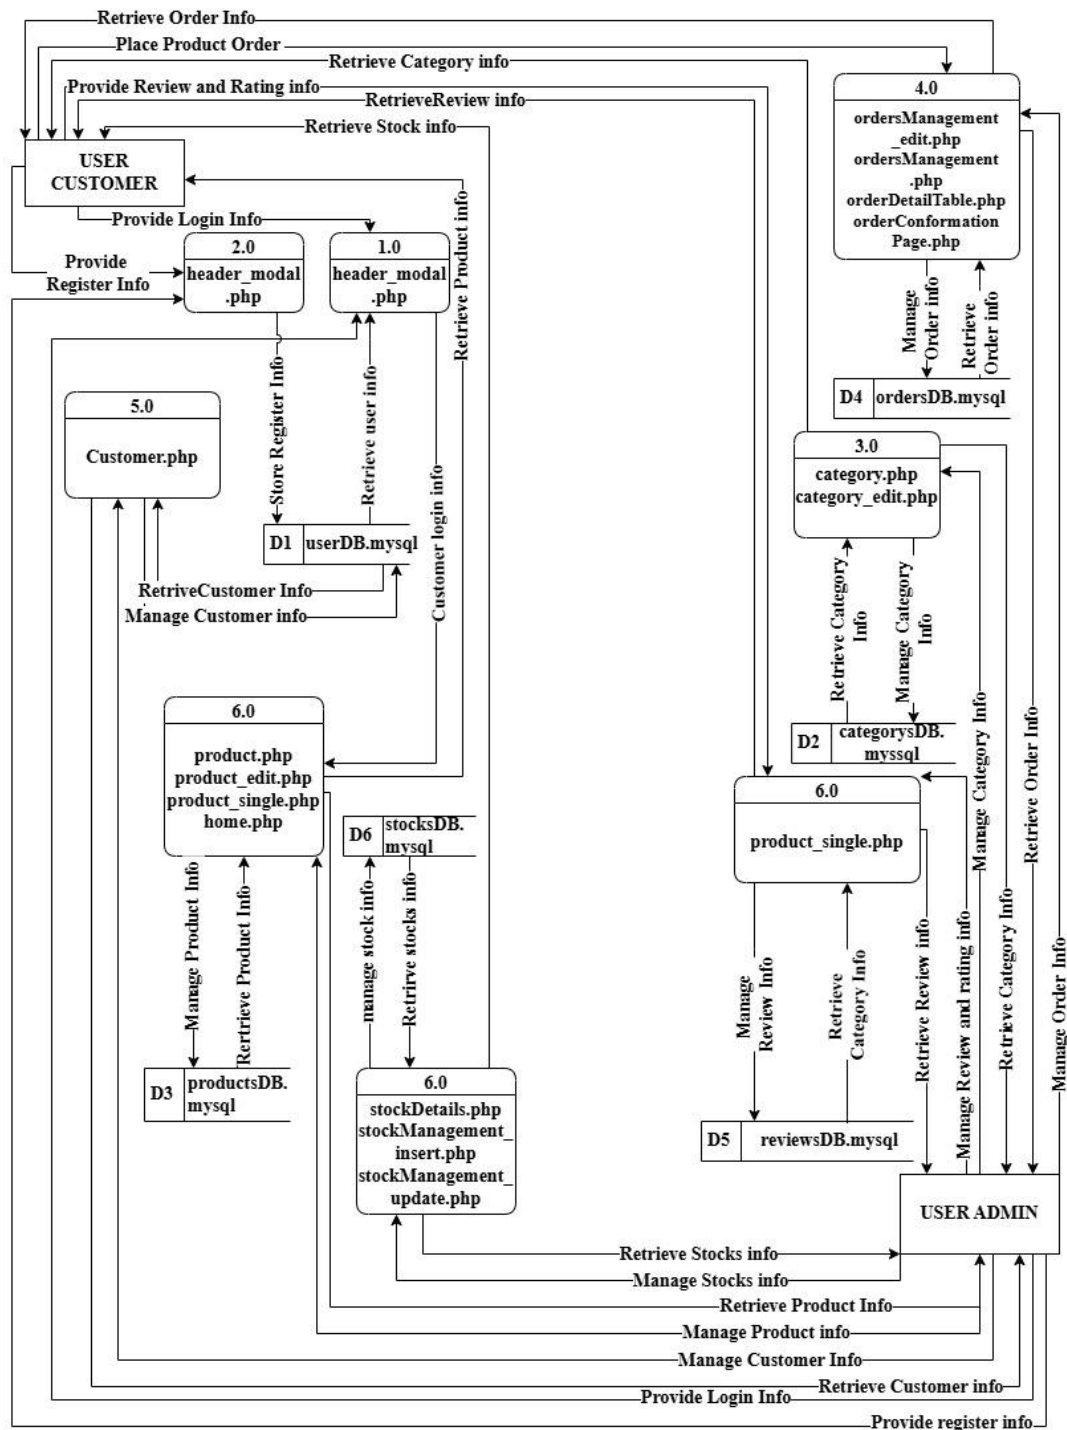 Retrieve Order Info
Place Product Order
Retrieve Category info
Provide Review and Rating info
RetrieveReview info
Retrieve Stock info
USER
CUSTOMER
Provide Login Info
Provide
Register Info
2.0
header_modal
.php
1.0
header_modal
.php
Retrieve Product info
4.0
ordersManagement
_edit.php
ordersManagement
.php
orderDetailTable.php
orderConformation
Page.php
Manage
Order info
Retrieve
Order info
D4
ordersDB.mysql
5.0
Customer.php
Store Register Info
Retrieve user info
Customer login info
D1
userDB.mysql
RetriveCustomer Info
Manage Customer info
3.0
category.php
category_edit.php
Retrieve Category
Info
Manage Category
Info
D2
categorysDB.
myssql
6.0
product.php
product_edit.php
product_single.php
home.php
Manage Product Info
Rertrieve Product Info
D3
productsDB.
mysql
D6
stocksDB.
mysql
manage stock info
Retrirve stocks info
6.0
stockDetails.php
stockManagement_
insert.php
stockManagement_
update.php
6.0
product_single.php
Manage
Review Info
Retrieve
Category Info
D5
reviewsDB.mysql
Retrieve Review info
Manage Review and rating info
Manage Category Info
Retrieve Category Info
Retrieve Order Info
Manage Order Info
USER ADMIN
Retrieve Stocks info
Manage Stocks info
Retrieve Product Info
Manage Product info
Manage Customer Info
Retrieve Customer info
Provide Login Info
Provide register info